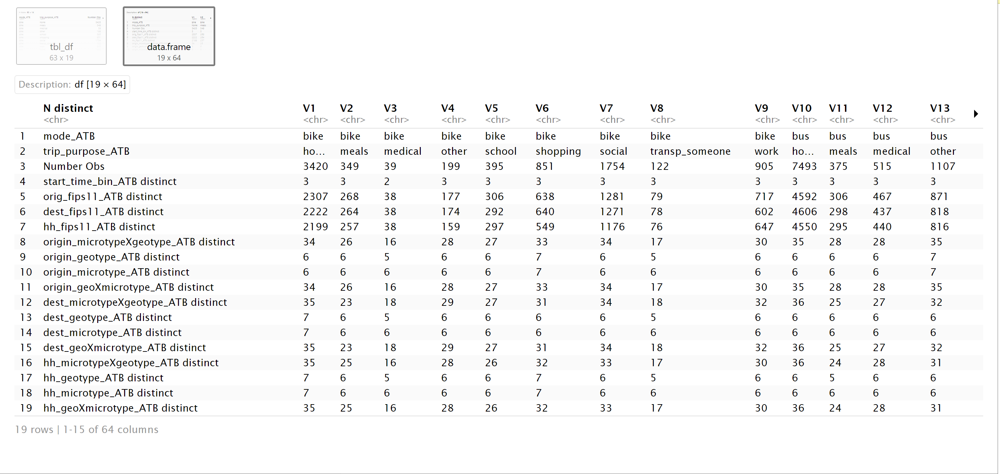 tbl_df
63 x 19
data.frame
19 x 64
Description: df [19 × 64]
N distinct V1 V2 V3 V4 V5 V6 V7 V8 V9 V10 V11 V12 V13
<chr> <chr> <chr> <chr> <chr> <chr> <chr> <chr> <chr> <chr> <chr> <chr> <chr> <chr>
1 mode_ATB bike bike bike bike bike bike bike bike bike bus bus bus bus
2 trip_purpose_ATB ho... meals medical other school shopping social transp_someone work ho... meals medical other
3 Number Obs 3420 349 39 199 395 851 1754 122 905 7493 375 515 1107
4 start_time_bin_ATB distinct 3 3 2 3 3 3 3 3 3 3 3 3 3
5 orig_fips11_ATB distinct 2307 268 38 177 306 638 1281 79 717 4592 306 467 871
6 dest_fips11_ATB distinct 2222 264 38 174 292 640 1271 78 602 4606 298 437 818
7 hh_fips11_ATB distinct 2199 257 38 159 297 549 1176 76 647 4550 295 440 816
8 origin_microtypeXgeotype_ATB distinct 34 26 16 28 27 33 34 17 30 35 28 28 35
9 origin_geotype_ATB distinct 6 6 5 6 6 7 6 5 6 6 6 6 7
10 origin_microtype_ATB distinct 6 6 6 6 6 7 6 6 6 6 6 6 7
11 origin_geoXmicrotype_ATB distinct 34 26 16 28 27 33 34 17 30 35 28 28 35
12 dest_microtypeXgeotype_ATB distinct 35 23 18 29 27 31 34 18 32 36 25 27 32
13 dest_geotype_ATB distinct 7 6 5 6 6 6 6 5 6 6 6 6 6
14 dest_microtype_ATB distinct 7 6 6 6 6 6 6 6 6 6 6 6 6
15 dest_geoXmicrotype_ATB distinct 35 23 18 29 27 31 34 18 32 36 25 27 32
16 hh_microtypeXgeotype_ATB distinct 35 25 16 28 26 32 33 17 30 36 24 28 31
17 hh_geotype_ATB distinct 7 6 5 6 6 7 6 5 6 6 5 6 6
18 hh_microtype_ATB distinct 7 6 6 6 6 7 6 6 6 6 6 6 6
19 hh_geoXmicrotype_ATB distinct 35 25 16 28 26 32 33 17 30 36 24 28 31
19 rows | 1-15 of 64 columns